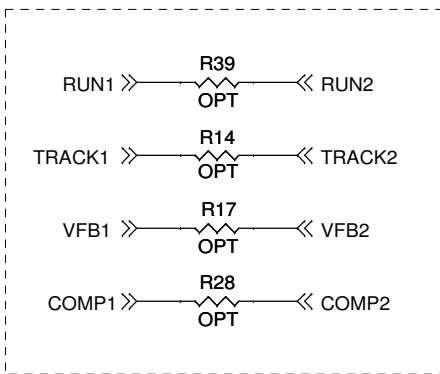 R39
RUN1 RUN2
OPT
R14
TRACK1 TRACK2
OPT
R17
VFB1 VFB2
OPT
R28
COMP1 COMP2
OPT